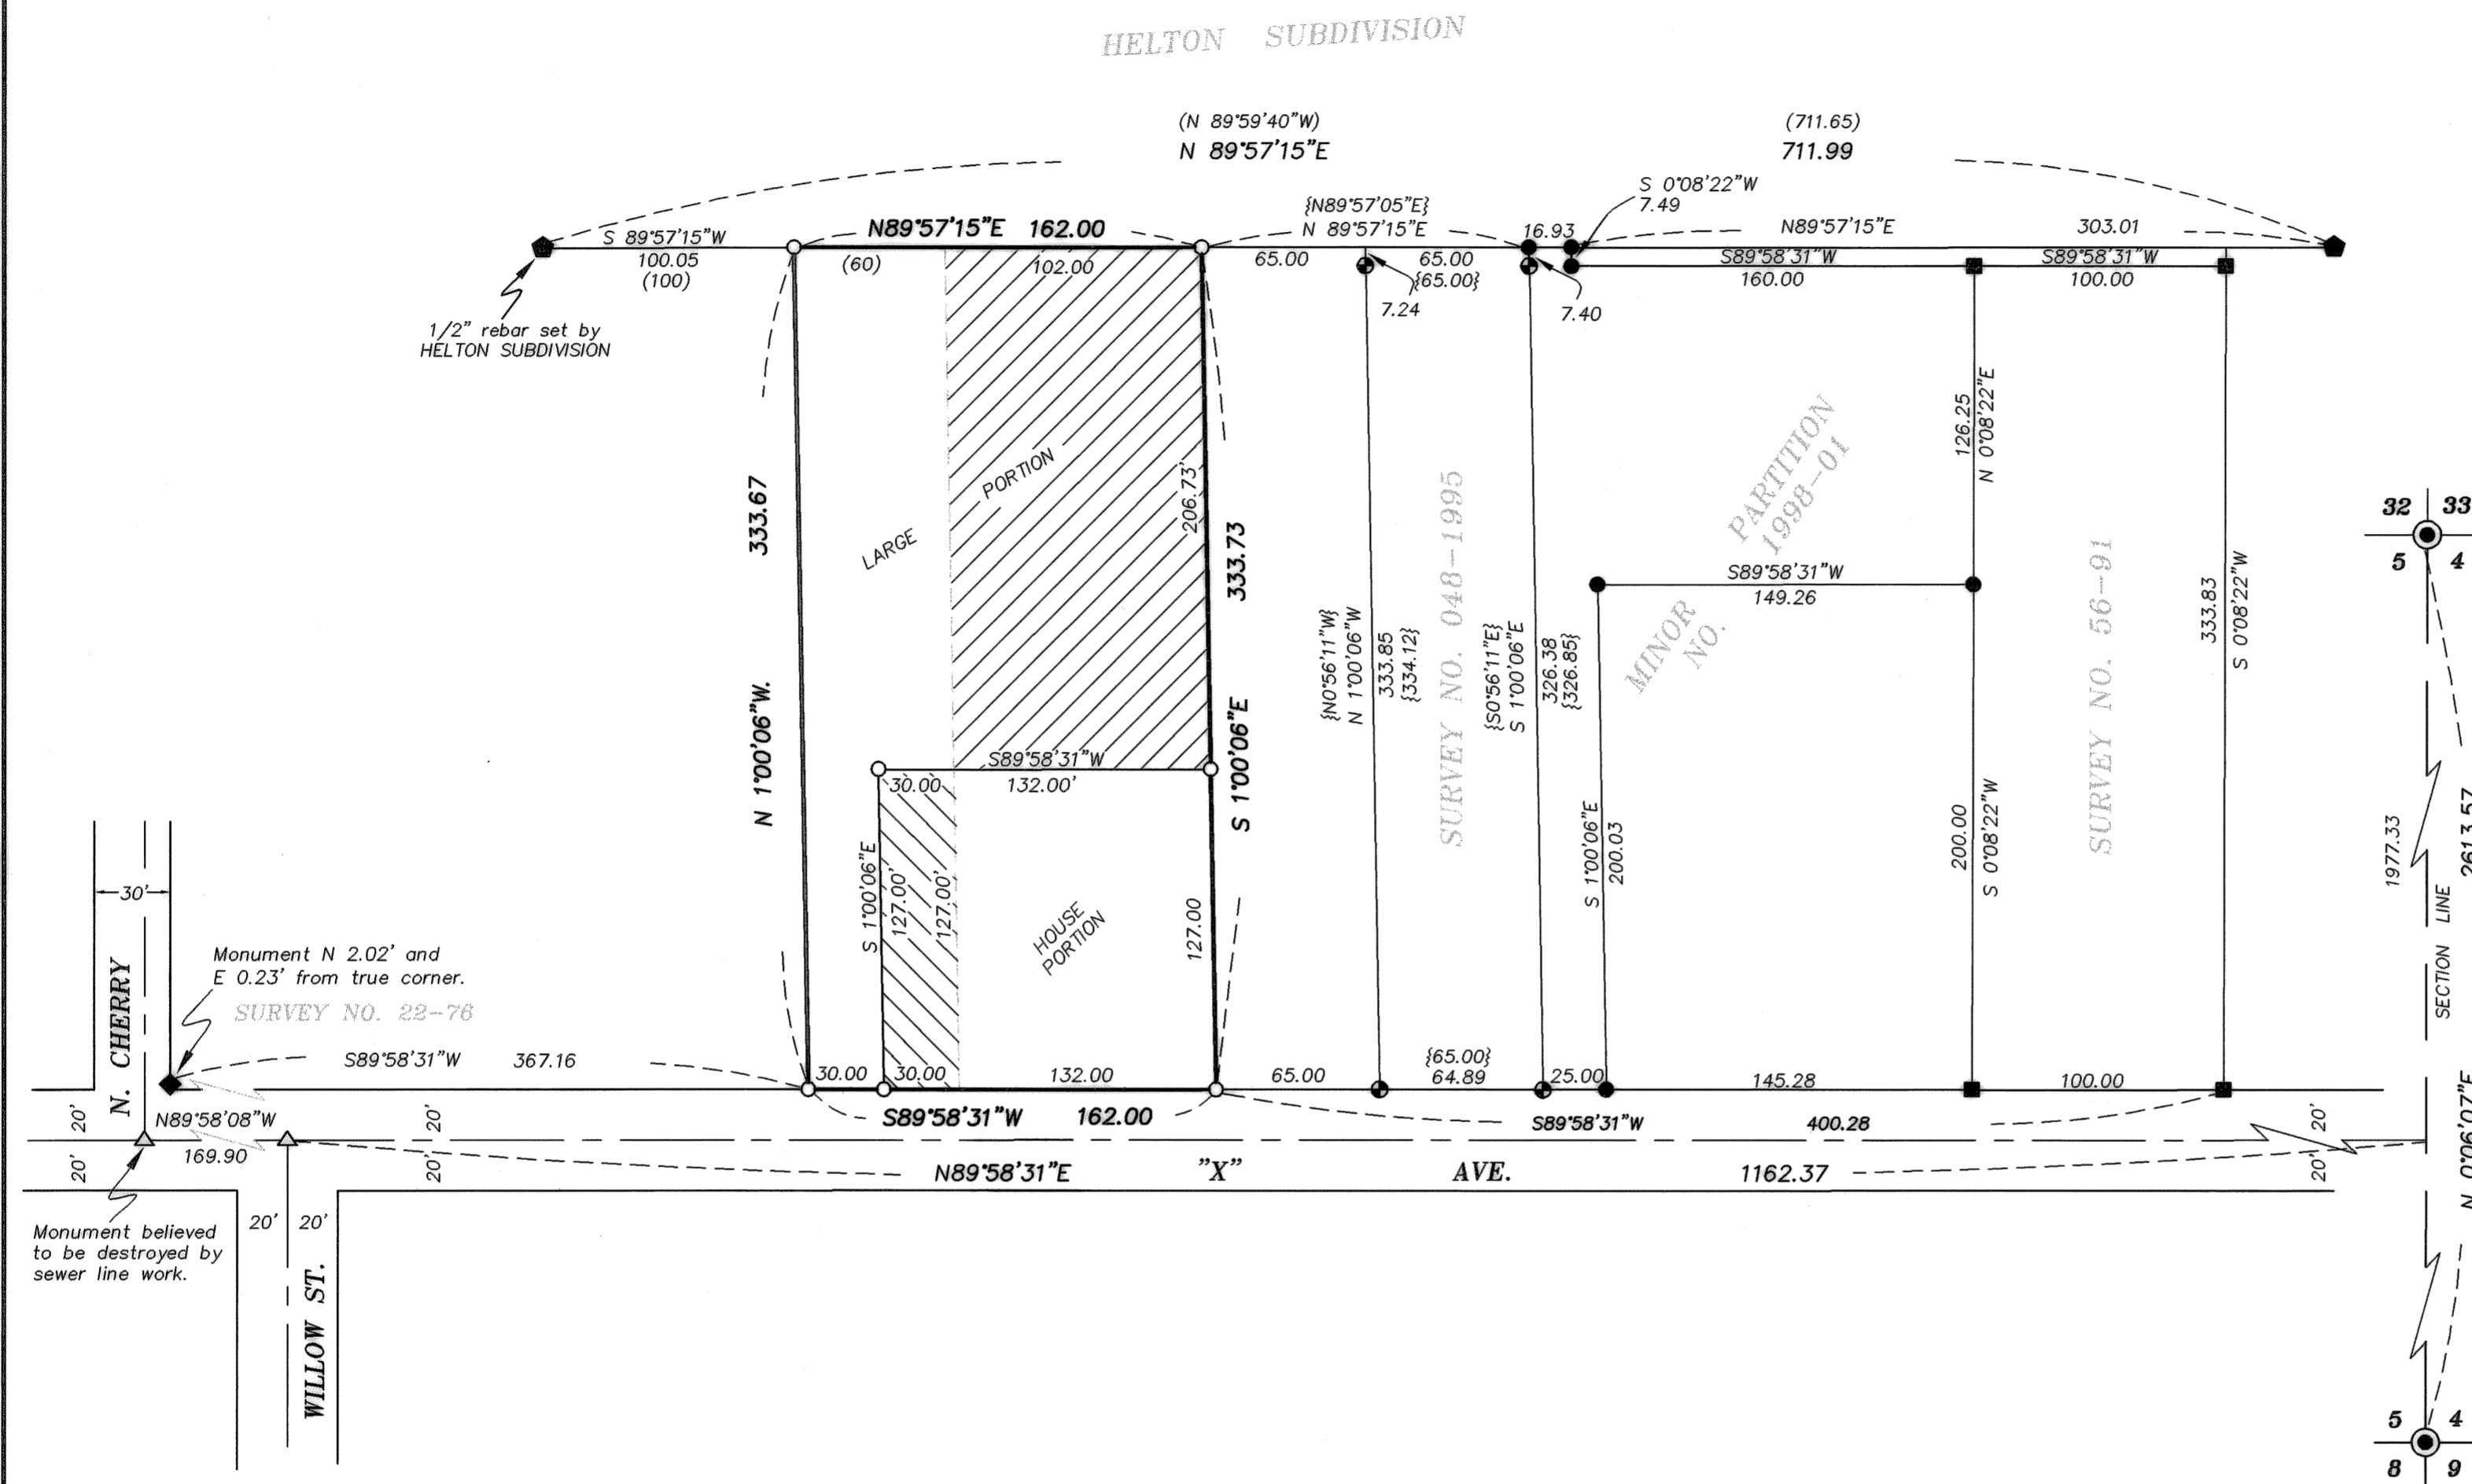 HELTON SUBDIVISION
(N 89°59'40"W) (711.65)
N 89°57'15"E 711.99
S 0°08'22"W
7.49
{N89°57'05"E}
N 89°57'15"E
16.93
N89°57'15"E 303.01
S 89°57'15"W
100.05
(100)
N89°57'15"E 162.00
(60) 102.00
65.00 65.00
{65.00}
7.24
7.40
S89°58'31"W
160.00
S89°58'31"W
100.00
1/2" rebar set by
HELTON SUBDIVISION
333.67
N 1°00'06"W.
LARGE PORTION
206.73'
333.73
S 1°00'06"E
{N0°56'11"W}
N 1°00'06"W
333.85
{334.12}
SURVEY NO. 048-1995
{S0°56'11"E}
S 1°00'06"E
326.38
{326.85}
MINOR PARTITION
NO. 1998-01
126.25
N 0°08'22"E
S89°58'31"W
149.26
S 1°00'06"E
200.03
200.00
S 0°08'22"W
SURVEY NO. 56-91
333.83
S 0°08'22"W
32 33
5 4
1977.33
SECTION LINE
N 0°06'07"E 2613.57
5 4
8 9
S89°58'31"W
30.00 132.00'
S 1°00'06"E
127.00'
127.00'
127.00
HOUSE
PORTION
30'
N. CHERRY
Monument N 2.02' and
E 0.23' from true corner.
SURVEY NO. 22-76
S89°58'31"W 367.16
30.00 30.00 132.00
65.00
{65.00}
64.89
25.00
145.28
100.00
S89°58'31"W 162.00
S89°58'31"W 400.28
20' 20' 20'
N89°58'08"W
169.90
20' 20' 20'
N89°58'31"E "X" AVE. 1162.37
20' 20'
WILLOW ST.
Monument believed
to be destroyed by
sewer line work.